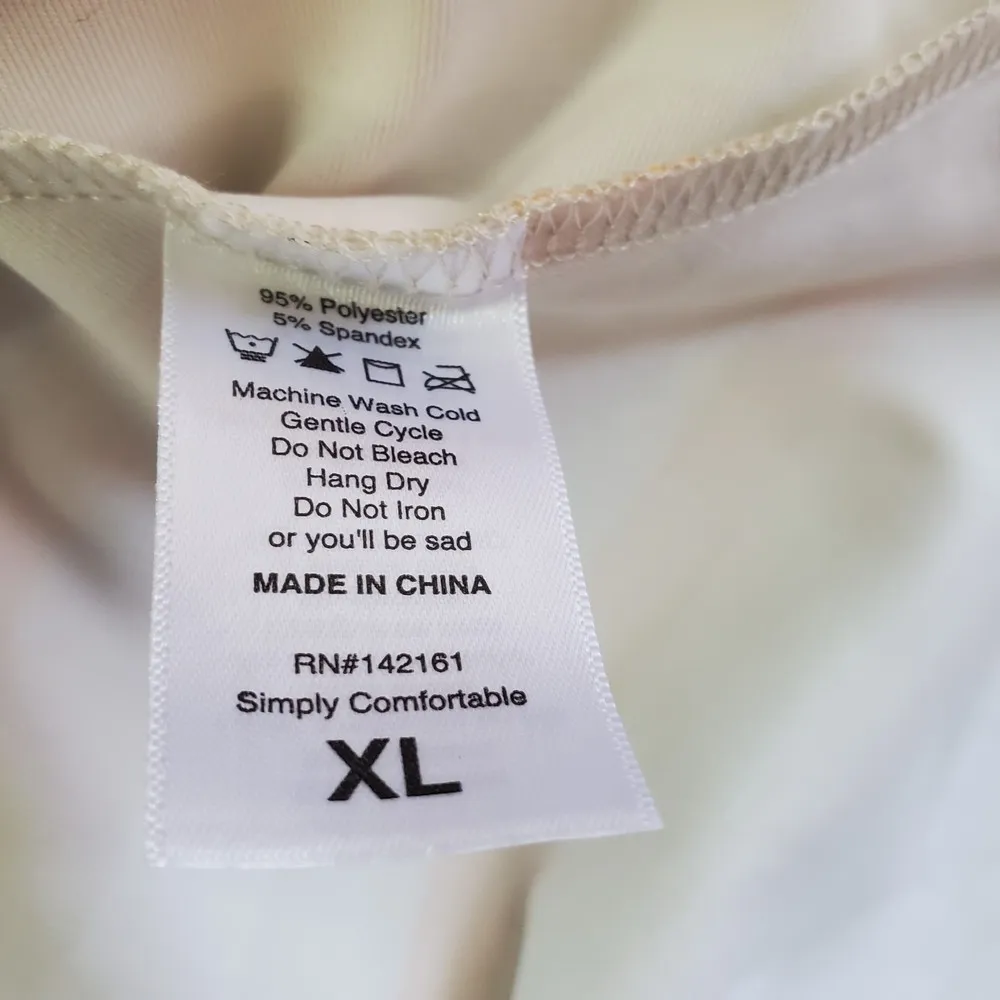 95% Polyester
5% Spandex
Machine Wash Cold
Gentle Cycle
Do Not Bleach
Hang Dry
Do Not Iron
or you'll be sad
MADE IN CHINA
RN#142161
Simply Comfortable
XL